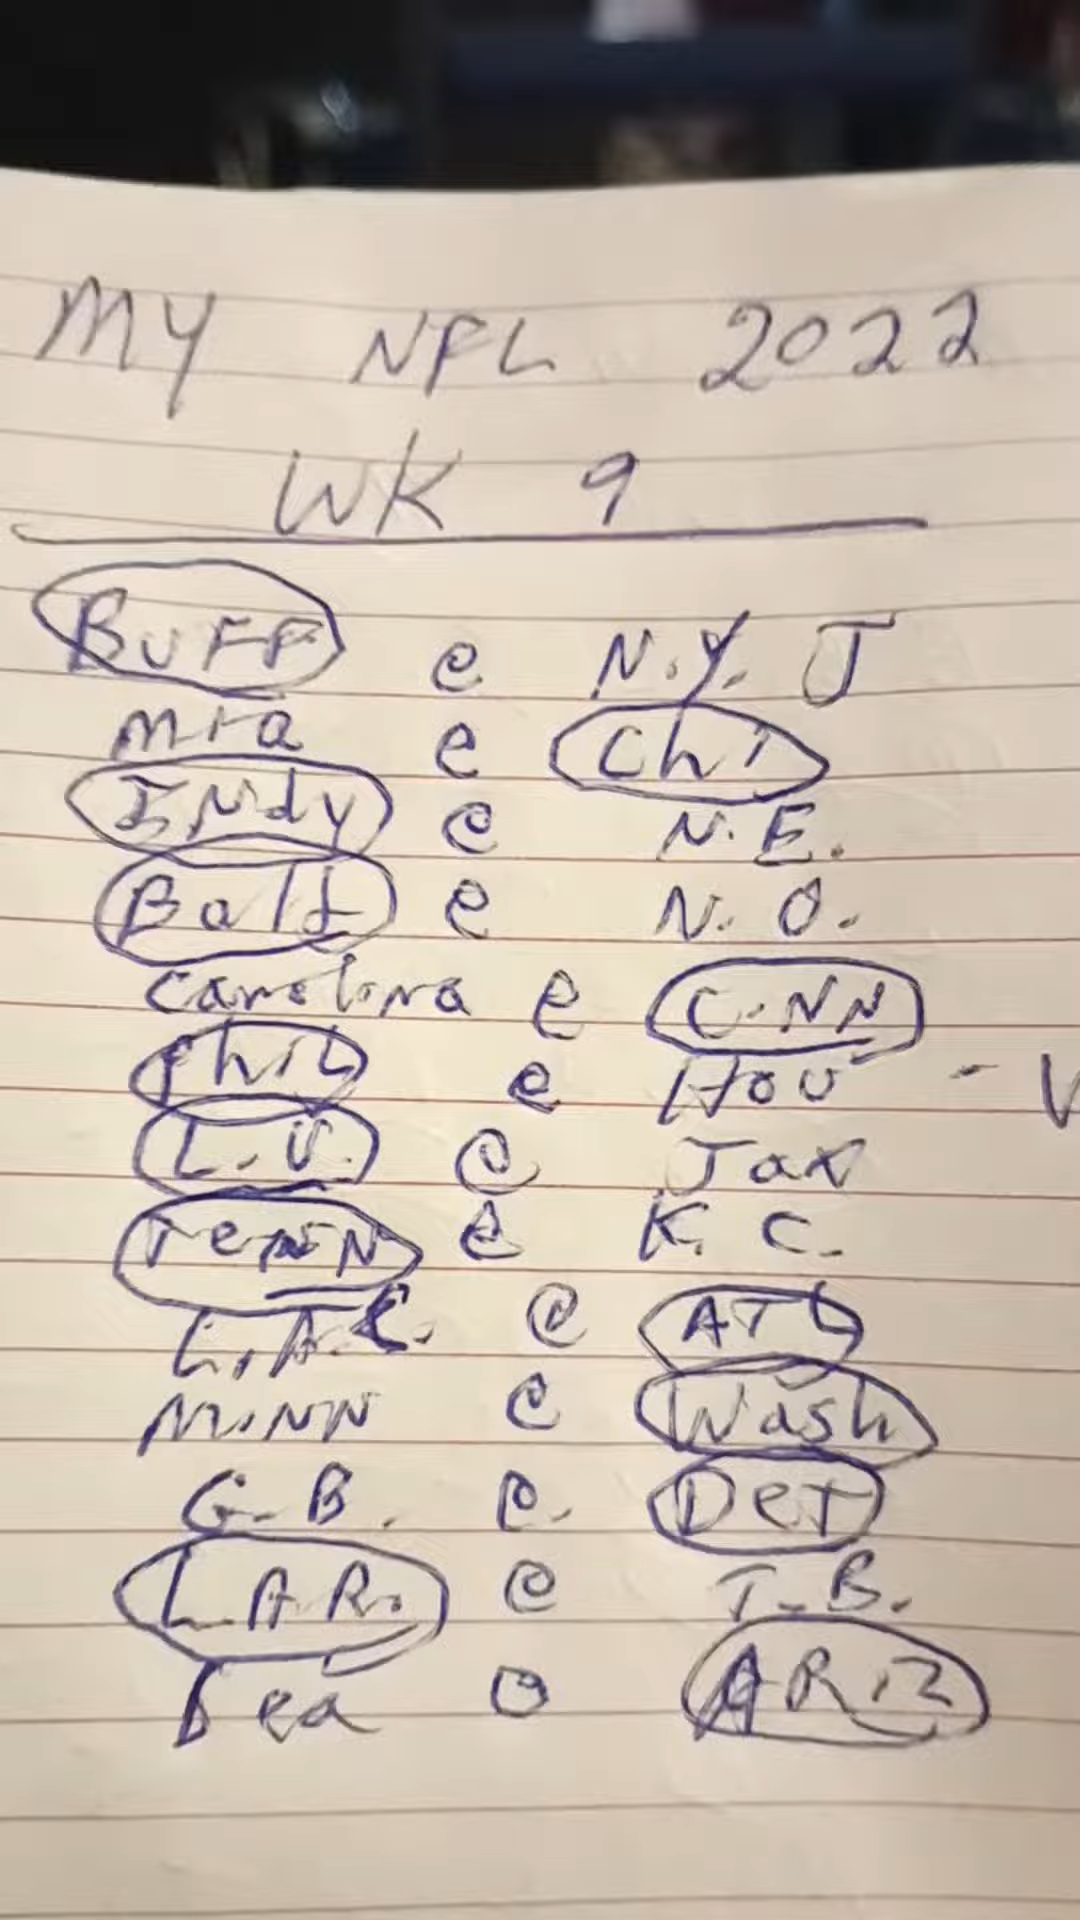 MY NFL 2022
WK 9
BUFF @ N.Y. J
MIA @ Chi
INdy @ N.E.
Balt @ N. O.
Carolina @ CiNN
PhiL @ HOU -
L.V. @ Jax
TeNN @ K. C.
L.A.C. @ ATL
MiNN @ Wash
G.B. @ DeT
L.A.R. @ T.B.
Sea @ ARiZ